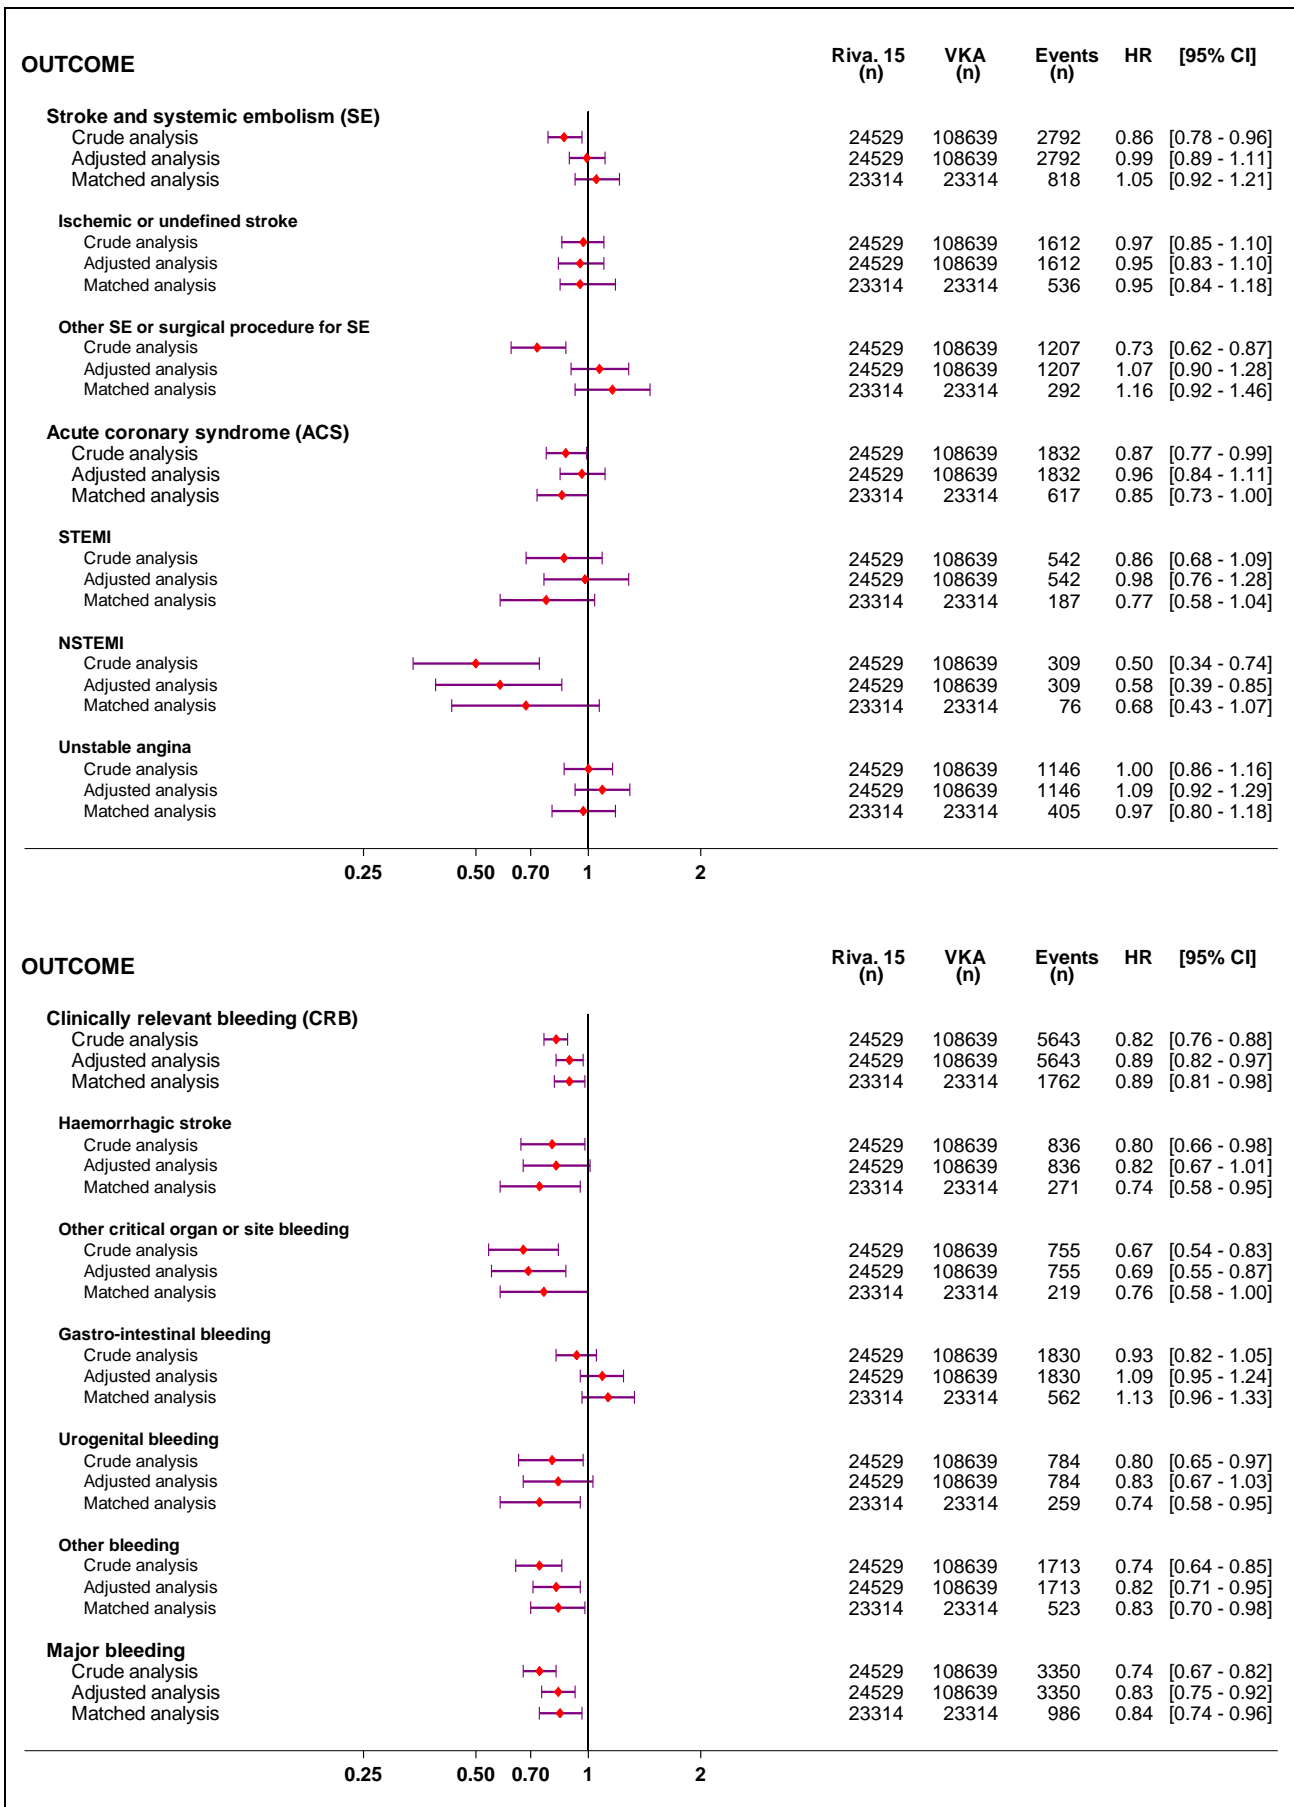 OUTCOME Riva. 15 (n) VKA (n) Events (n) HR [95% CI]
Stroke and systemic embolism (SE)
Crude analysis 24529 108639 2792 0.86 [0.78 - 0.96]
Adjusted analysis 24529 108639 2792 0.99 [0.89 - 1.11]
Matched analysis 23314 23314 818 1.05 [0.92 - 1.21]
Ischemic or undefined stroke
Crude analysis 24529 108639 1612 0.97 [0.85 - 1.10]
Adjusted analysis 24529 108639 1612 0.95 [0.83 - 1.10]
Matched analysis 23314 23314 536 0.95 [0.84 - 1.18]
Other SE or surgical procedure for SE
Crude analysis 24529 108639 1207 0.73 [0.62 - 0.87]
Adjusted analysis 24529 108639 1207 1.07 [0.90 - 1.28]
Matched analysis 23314 23314 292 1.16 [0.92 - 1.46]
Acute coronary syndrome (ACS)
Crude analysis 24529 108639 1832 0.87 [0.77 - 0.99]
Adjusted analysis 24529 108639 1832 0.96 [0.84 - 1.11]
Matched analysis 23314 23314 617 0.85 [0.73 - 1.00]
STEMI
Crude analysis 24529 108639 542 0.86 [0.68 - 1.09]
Adjusted analysis 24529 108639 542 0.98 [0.76 - 1.28]
Matched analysis 23314 23314 187 0.77 [0.58 - 1.04]
NSTEMI
Crude analysis 24529 108639 309 0.50 [0.34 - 0.74]
Adjusted analysis 24529 108639 309 0.58 [0.39 - 0.85]
Matched analysis 23314 23314 76 0.68 [0.43 - 1.07]
Unstable angina
Crude analysis 24529 108639 1146 1.00 [0.86 - 1.16]
Adjusted analysis 24529 108639 1146 1.09 [0.92 - 1.29]
Matched analysis 23314 23314 405 0.97 [0.80 - 1.18]
0.25 0.50 0.70 1 2
OUTCOME Riva. 15 (n) VKA (n) Events (n) HR [95% CI]
Clinically relevant bleeding (CRB)
Crude analysis 24529 108639 5643 0.82 [0.76 - 0.88]
Adjusted analysis 24529 108639 5643 0.89 [0.82 - 0.97]
Matched analysis 23314 23314 1762 0.89 [0.81 - 0.98]
Haemorrhagic stroke
Crude analysis 24529 108639 836 0.80 [0.66 - 0.98]
Adjusted analysis 24529 108639 836 0.82 [0.67 - 1.01]
Matched analysis 23314 23314 271 0.74 [0.58 - 0.95]
Other critical organ or site bleeding
Crude analysis 24529 108639 755 0.67 [0.54 - 0.83]
Adjusted analysis 24529 108639 755 0.69 [0.55 - 0.87]
Matched analysis 23314 23314 219 0.76 [0.58 - 1.00]
Gastro-intestinal bleeding
Crude analysis 24529 108639 1830 0.93 [0.82 - 1.05]
Adjusted analysis 24529 108639 1830 1.09 [0.95 - 1.24]
Matched analysis 23314 23314 562 1.13 [0.96 - 1.33]
Urogenital bleeding
Crude analysis 24529 108639 784 0.80 [0.65 - 0.97]
Adjusted analysis 24529 108639 784 0.83 [0.67 - 1.03]
Matched analysis 23314 23314 259 0.74 [0.58 - 0.95]
Other bleeding
Crude analysis 24529 108639 1713 0.74 [0.64 - 0.85]
Adjusted analysis 24529 108639 1713 0.82 [0.71 - 0.95]
Matched analysis 23314 23314 523 0.83 [0.70 - 0.98]
Major bleeding
Crude analysis 24529 108639 3350 0.74 [0.67 - 0.82]
Adjusted analysis 24529 108639 3350 0.83 [0.75 - 0.92]
Matched analysis 23314 23314 986 0.84 [0.74 - 0.96]
0.25 0.50 0.70 1 2